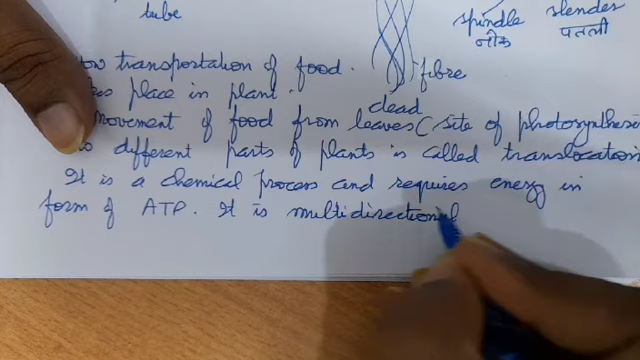 tube
spindle
slender
नोक
पतली
transportation of food.
fibre
place in plant.
dead
movement of food from leaves (site of photosynthesi
different parts of plants is called translocation
It is a chemical process and requires energy in
form of ATP. It is multidirectional